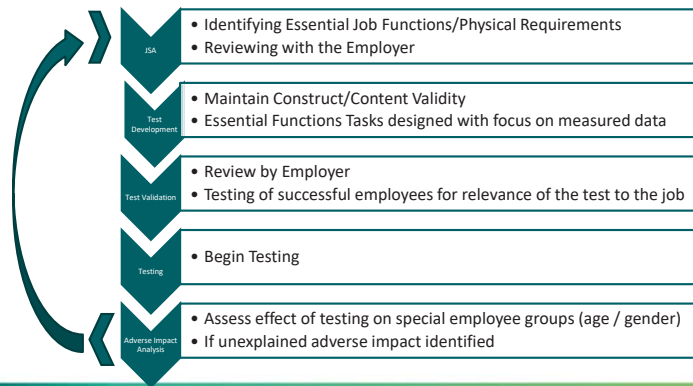 JSA
• Identifying Essential Job Functions/Physical Requirements
• Reviewing with the Employer
Test
Development
• Maintain Construct/Content Validity
• Essential Functions Tasks designed with focus on measured data
Test Validation
• Review by Employer
• Testing of successful employees for relevance of the test to the job
Testing
• Begin Testing
Adverse Impact
Analysis
• Assess effect of testing on special employee groups (age / gender)
• If unexplained adverse impact identified